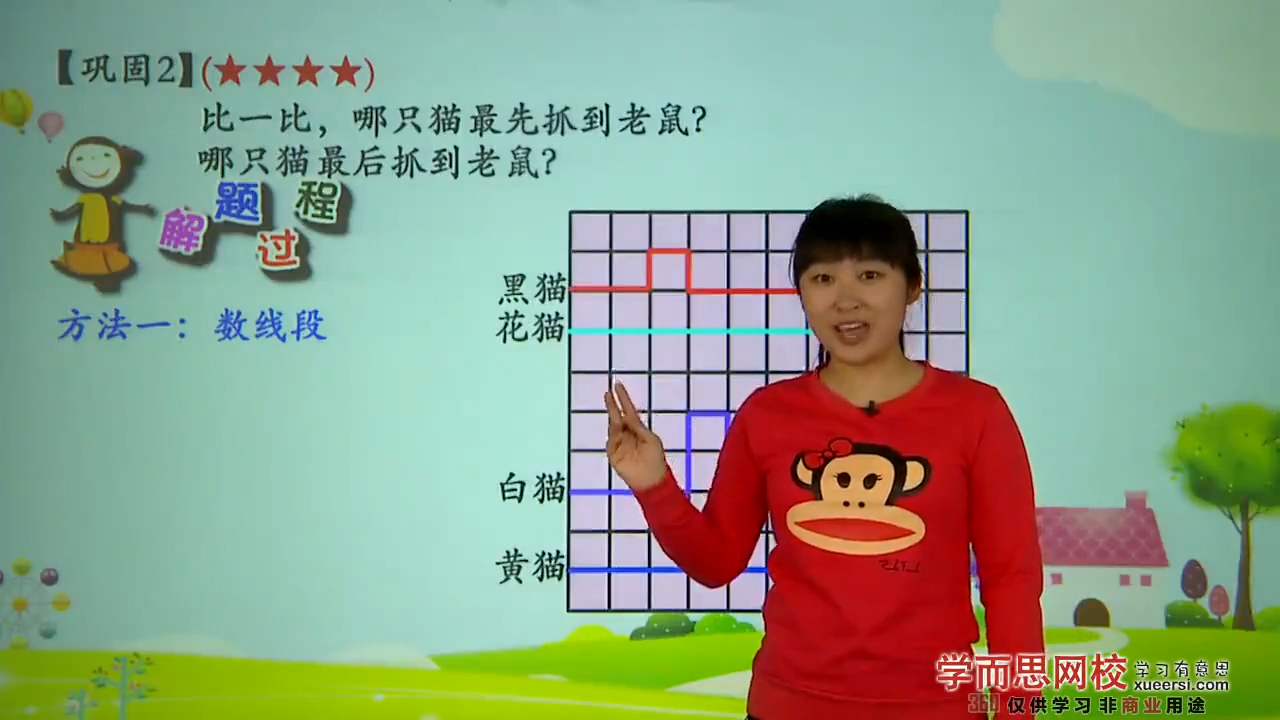 【巩固2】(★★★★)
比一比，哪只猫最先抓到老鼠?
哪只猫最后抓到老鼠?
解题过程
方法一：数线段
黑猫
花猫
白猫
黄猫
学而思网校 学习有意思
xueersi.com
360 仅供学习 非商业用途